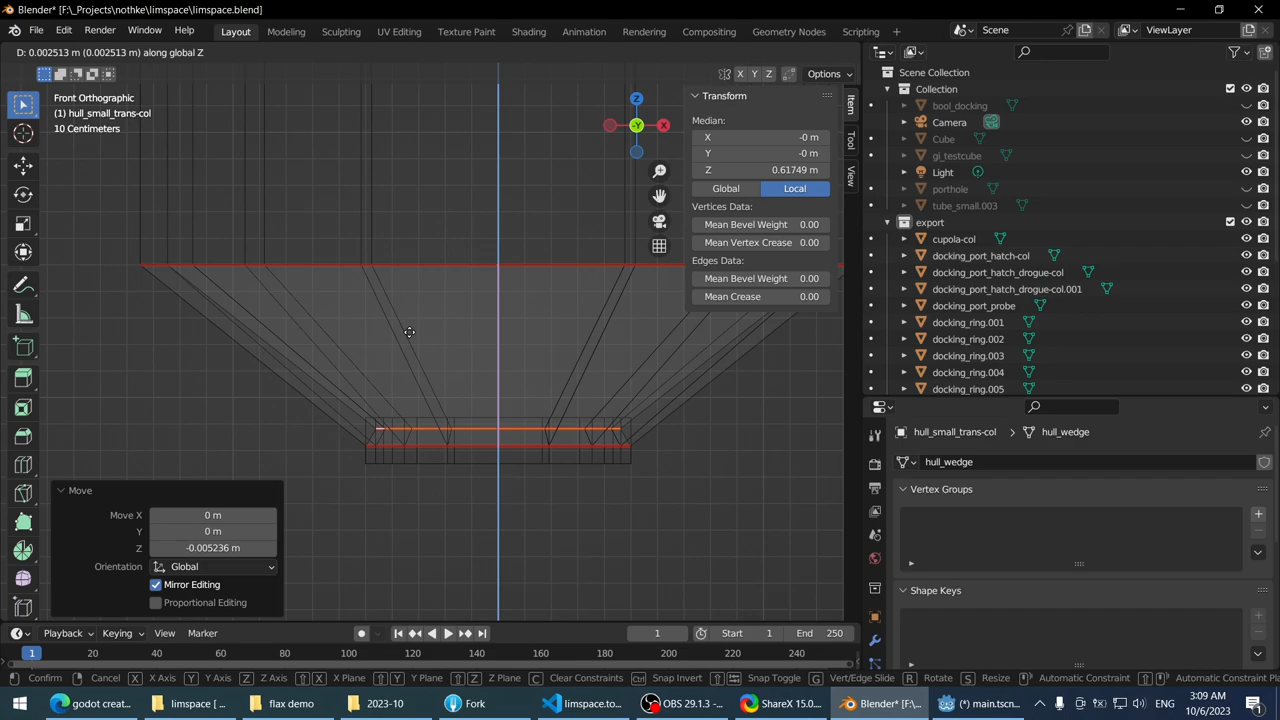 Blender* [F:\_Projects\nothke\limspace\limspace.blend]
File Edit Render Window Help Layout Modeling Sculpting UV Editing Texture Paint Shading Animation Rendering Compositing Geometry Nodes Scripting Scene ViewLayer
D: 0.002513 m (0.002513 m) along global Z
X Y Z Options
Front Orthographic
(1) hull_small_trans-col
10 Centimeters
Z
-Y
X
Transform
Median:
X -0 m
Y -0 m
Z 0.61749 m
Global Local
Vertices Data:
Mean Bevel Weight 0.00
Mean Vertex Crease 0.00
Edges Data:
Mean Bevel Weight 0.00
Mean Crease 0.00
Item
Tool
View
Scene Collection
Collection
bool_docking
Camera
Cube
gi_testcube
Light
porthole
tube_small.003
export
cupola-col
docking_port_hatch-col
docking_port_hatch_drogue-col
docking_port_hatch_drogue-col.001
docking_port_probe
docking_ring.001
docking_ring.002
docking_ring.003
docking_ring.004
docking_ring.005
hull_small_trans-col hull_wedge
hull_wedge
Vertex Groups
Shape Keys
Move
Move X 0 m
Y 0 m
Z -0.005236 m
Orientation Global
Mirror Editing
Proportional Editing
Playback Keying View Marker 1 Start 1 End 250
1 20 40 60 80 100 120 140 160 180 200 220 240
Confirm Cancel X X Axis Y Y Axis Z Z Axis X X Plane Y Y Plane Z Z Plane C Clear Constraints Ctrl Snap Invert Snap Toggle G Vert/Edge Slide R Rotate S Resize Automatic Constraint Automatic Constraint Pla
godot creat... limspace [ ... flax demo 2023-10 Fork limspace.to... OBS 29.1.3 -... ShareX 15.0... Blender* [F:\... (*) main.tscn... ENG 3:09 AM
10/6/2023